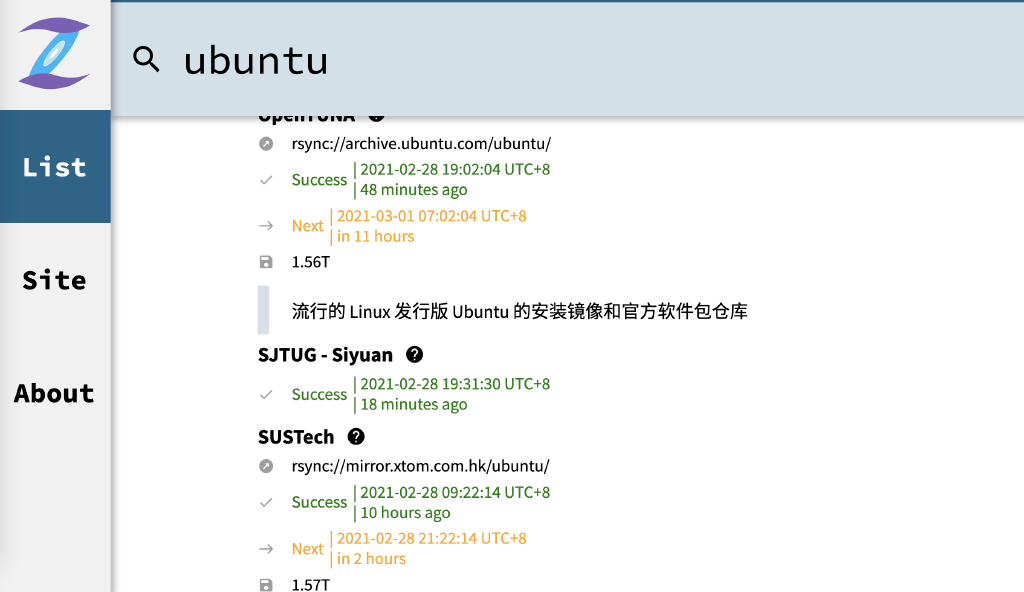 ubuntu
List
Site
About
OpenTUNA
rsync://archive.ubuntu.com/ubuntu/
Success | 2021-02-28 19:02:04 UTC+8
| 48 minutes ago
Next | 2021-03-01 07:02:04 UTC+8
| in 11 hours
1.56T
流行的 Linux 发行版 Ubuntu 的安装镜像和官方软件包仓库
SJTUG - Siyuan
Success | 2021-02-28 19:31:30 UTC+8
| 18 minutes ago
SUSTech
rsync://mirror.xtom.com.hk/ubuntu/
Success | 2021-02-28 09:22:14 UTC+8
| 10 hours ago
Next | 2021-02-28 21:22:14 UTC+8
| in 2 hours
1.57T